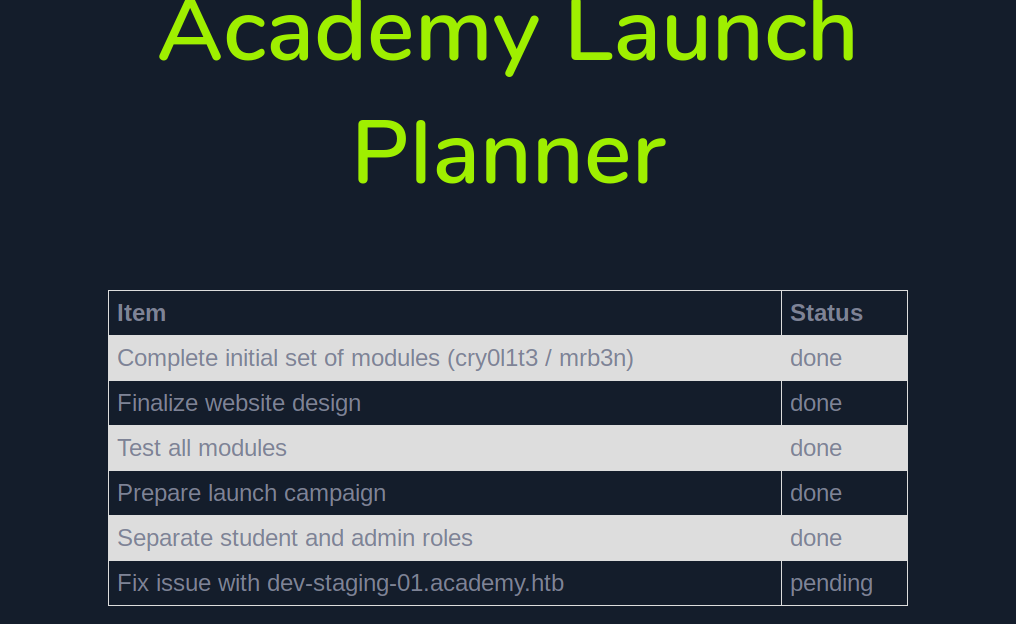 Academy Launch
Planner
Item Status
Complete initial set of modules (cry0l1t3 / mrb3n) done
Finalize website design done
Test all modules done
Prepare launch campaign done
Separate student and admin roles done
Fix issue with dev-staging-01.academy.htb pending